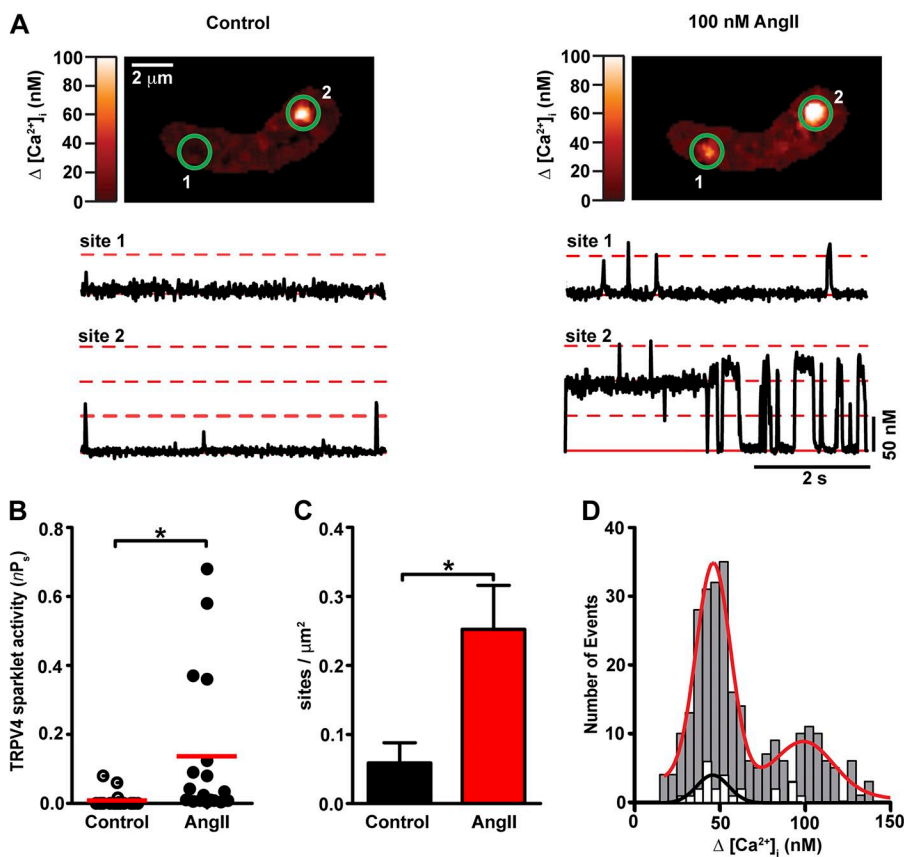 A
Control
100 nM AngII
Δ [Ca²⁺]ᵢ (nM)
100
80
60
40
20
0
2 μm
1
2
Δ [Ca²⁺]ᵢ (nM)
100
80
60
40
20
0
1
2
site 1
site 2
site 1
site 2
50 nM
2 s
B
TRPV4 sparklet activity (nPₛ)
0.8
0.6
0.4
0.2
0.0
*
Control
AngII
C
sites / μm²
0.4
0.3
0.2
0.1
0.0
*
Control
AngII
D
Number of Events
40
30
20
10
0
0
50
100
150
Δ [Ca²⁺]ᵢ (nM)